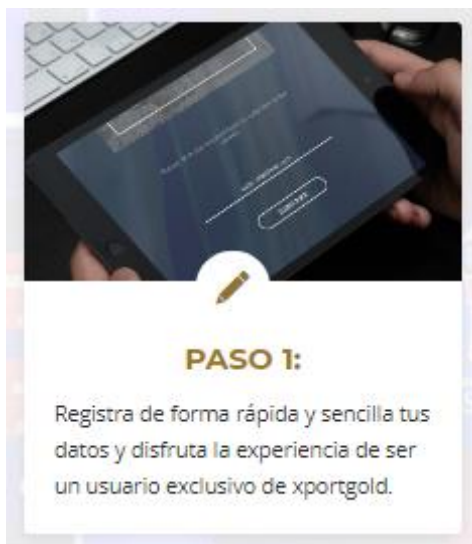 PASO 1:
Registra de forma rápida y sencilla tus
datos y disfruta la experiencia de ser
un usuario exclusivo de xportgold.